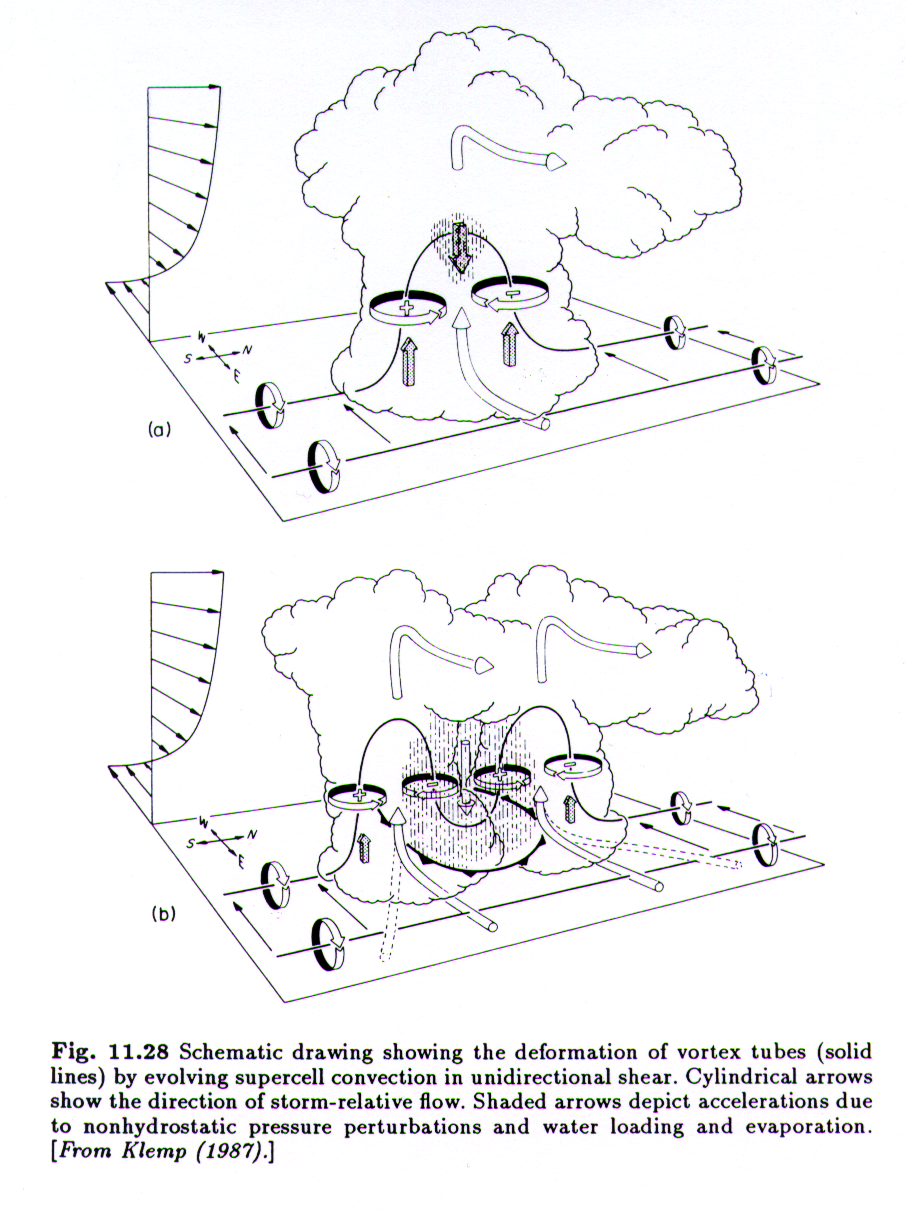 W
S
N
E
+
-
(a)
W
S
N
E
+
-
+
-
(b)
Fig. 11.28 Schematic drawing showing the deformation of vortex tubes (solid
lines) by evolving supercell convection in unidirectional shear. Cylindrical arrows
show the direction of storm-relative flow. Shaded arrows depict accelerations due
to nonhydrostatic pressure perturbations and water loading and evaporation.
[From Klemp (1987).]